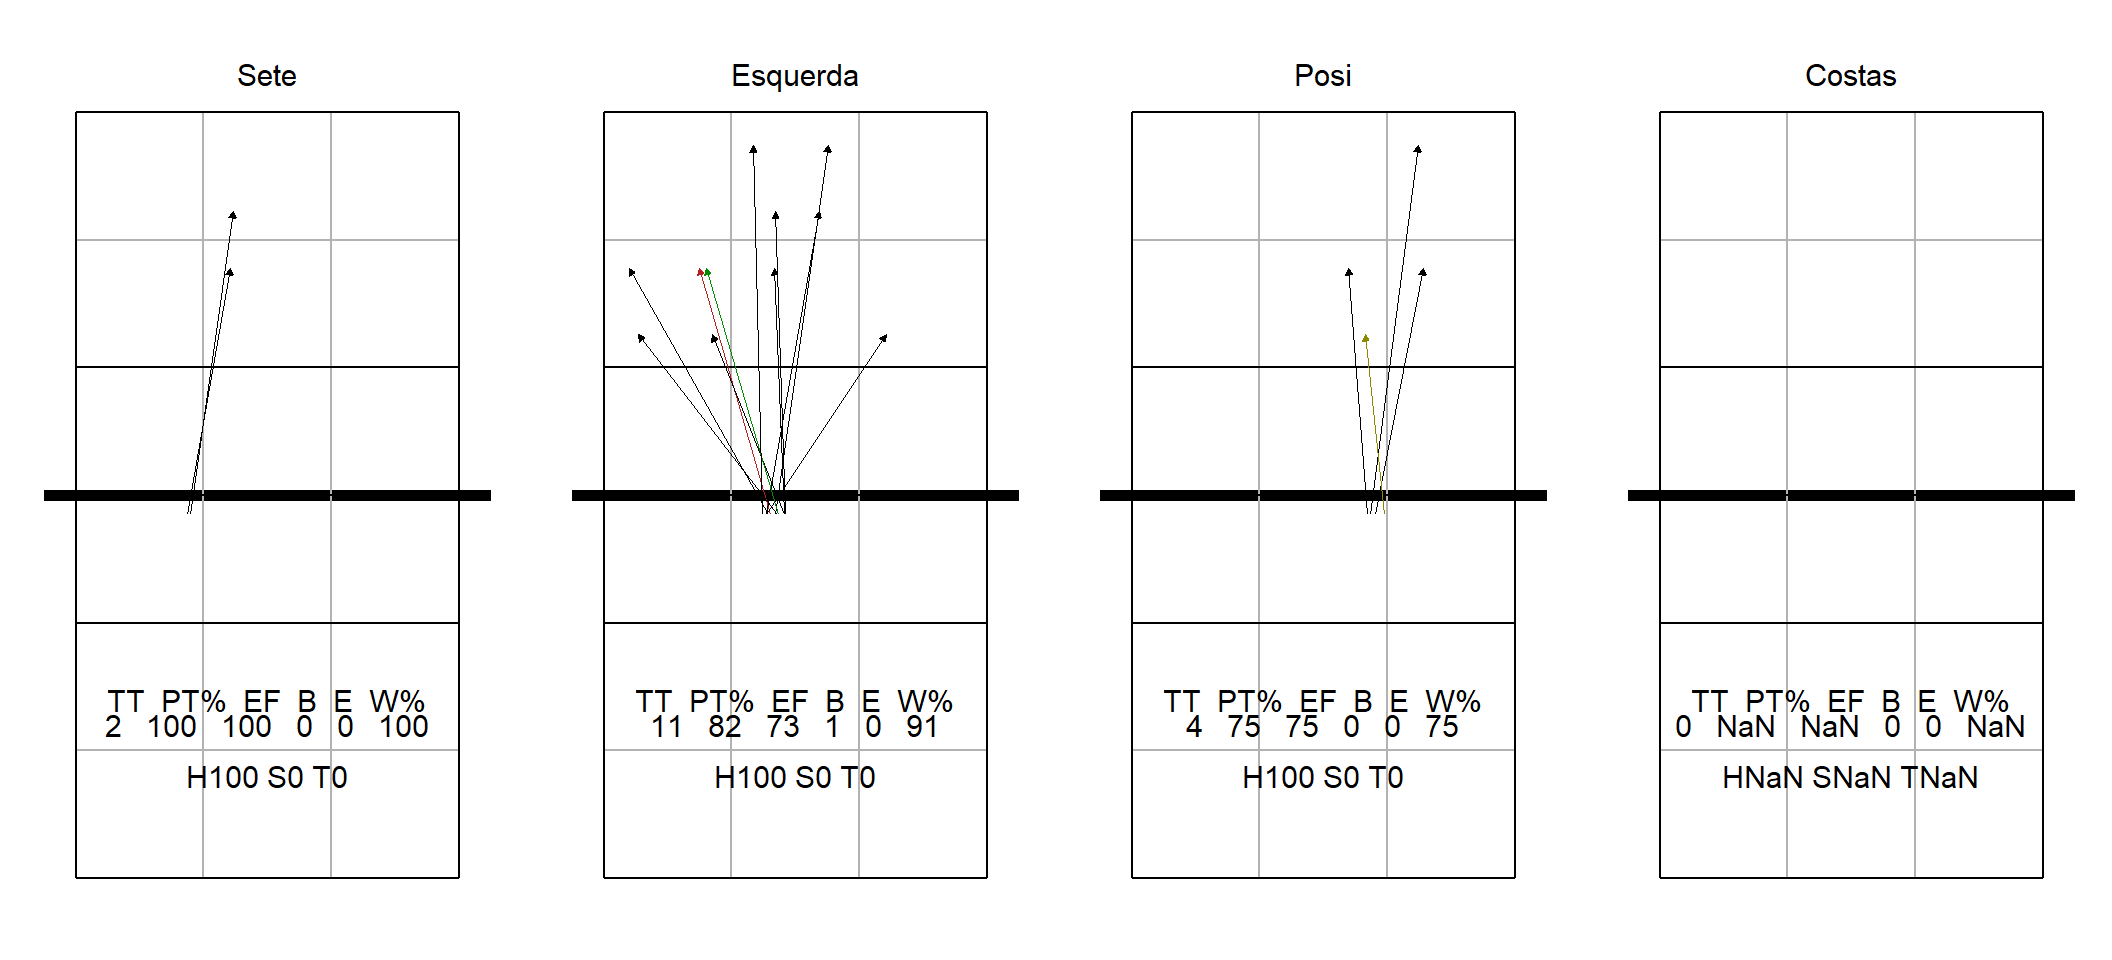 Sete
TT PT% EF B E W%
2 100 100 0 0 100
H100 S0 T0
Esquerda
TT PT% EF B E W%
11 82 73 1 0 91
H100 S0 T0
Posi
TT PT% EF B E W%
4 75 75 0 0 75
H100 S0 T0
Costas
TT PT% EF B E W%
0 NaN NaN 0 0 NaN
HNaN SNaN TNaN